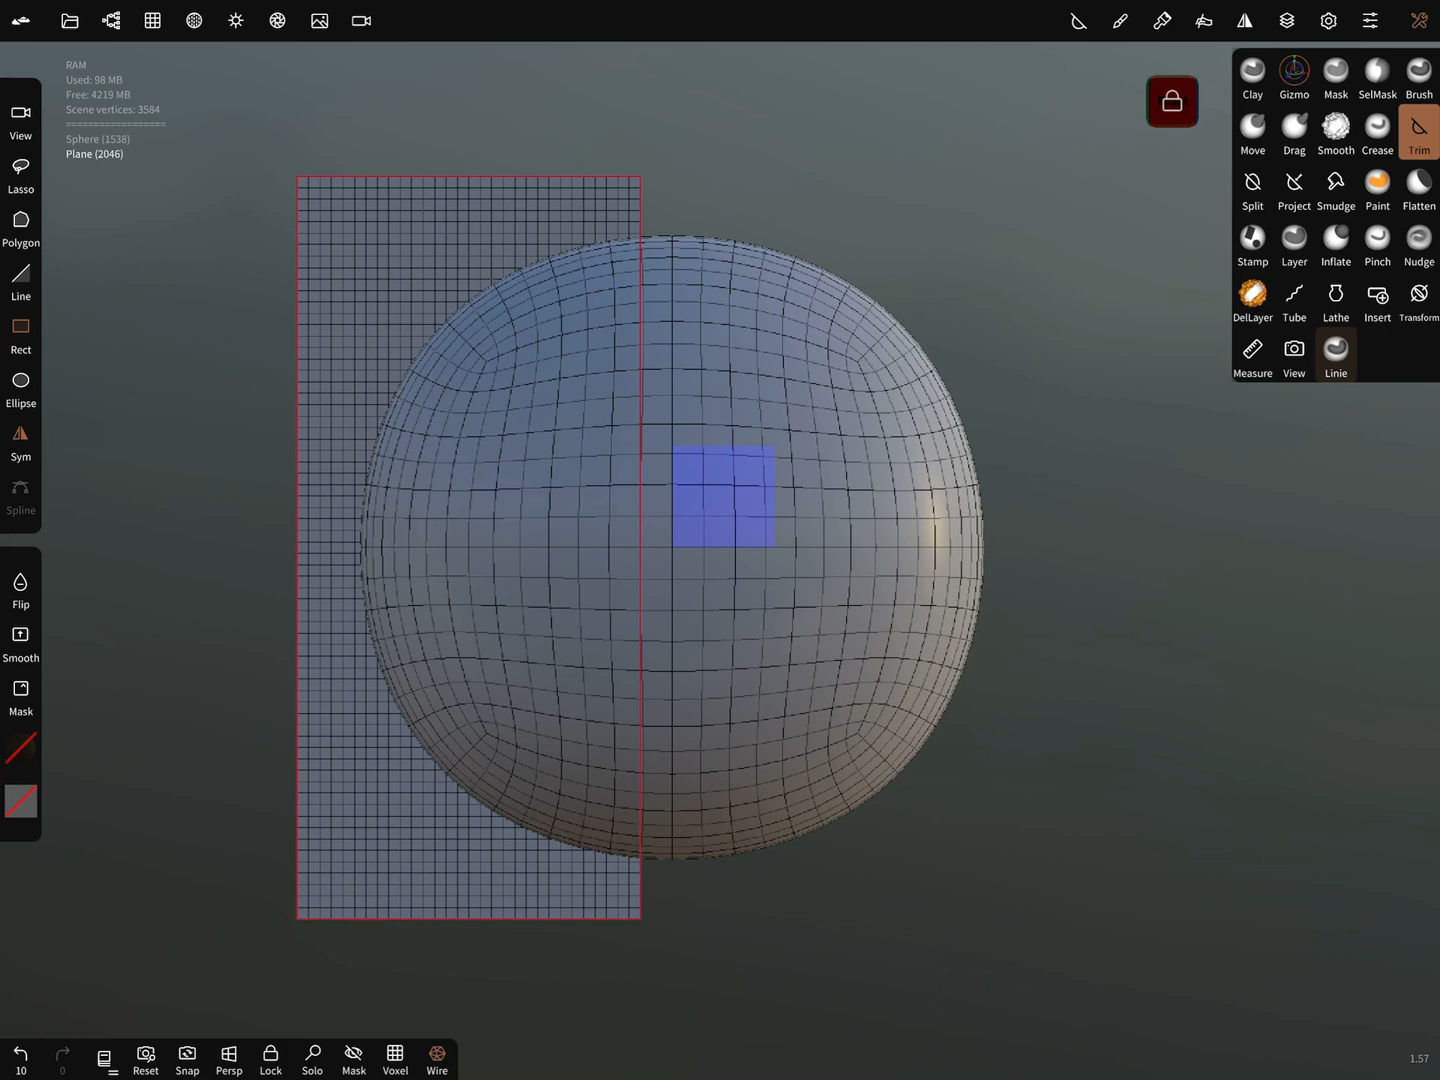 RAM
Used: 98 MB
Free: 4219 MB
Scene vertices: 3584
==================
Sphere (1538)
Plane (2046)
View
Lasso
Polygon
Line
Rect
Ellipse
Sym
Spline
Flip
Smooth
Mask
Clay Gizmo Mask SelMask Brush
Move Drag Smooth Crease Trim
Split Project Smudge Paint Flatten
Stamp Layer Inflate Pinch Nudge
DelLayer Tube Lathe Insert Transform
Measure View Linie
10 0 Reset Snap Persp Lock Solo Mask Voxel Wire
1.57